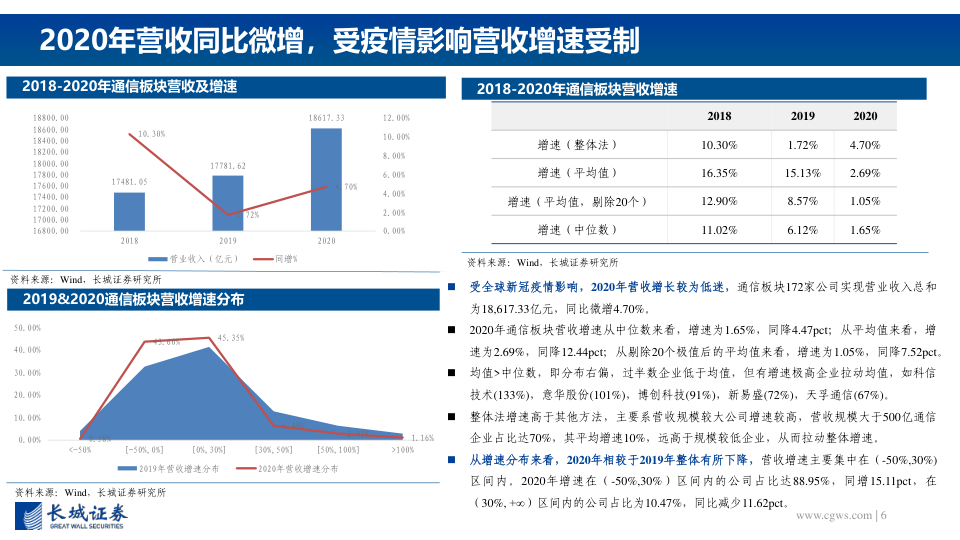 2020年营收同比微增，受疫情影响营收增速受制
2018-2020年通信板块营收及增速
18800.00
18600.00
18400.00
18200.00
18000.00
17800.00
17600.00
17400.00
17200.00
17000.00
16800.00
12.00%
10.00%
8.00%
6.00%
4.00%
2.00%
0.00%
10.30%
17481.05
17781.62
18617.33
72%
70%
2018 2019 2020
营业收入（亿元） 同增%
资料来源：Wind，长城证券研究所
2019&2020通信板块营收增速分布
50.00%
40.00%
30.00%
20.00%
10.00%
0.00%
45.35%
1.16%
<=-50% [-50%,0%] [0%,30%] [30%,50%] [50%,100%] >100%
2019年营收增速分布 2020年营收增速分布
资料来源：Wind，长城证券研究所
长城证券
GREAT WALL SECURITIES
2018-2020年通信板块营收增速
2018 2019 2020
增速（整体法） 10.30% 1.72% 4.70%
增速（平均值） 16.35% 15.13% 2.69%
增速（平均值，剔除20个） 12.90% 8.57% 1.05%
增速（中位数） 11.02% 6.12% 1.65%
资料来源：Wind，长城证券研究所
受全球新冠疫情影响，2020年营收增长较为低迷，通信板块172家公司实现营业收入总和
为18,617.33亿元，同比微增4.70%。
2020年通信板块营收增速从中位数来看，增速为1.65%，同降4.47pct；从平均值来看，增
速为2.69%，同降12.44pct；从剔除20个极值后的平均值来看，增速为1.05%，同降7.52pct。
均值>中位数，即分布右偏，过半数企业低于均值，但有增速极高企业拉动均值，如科信
技术(133%)，意华股份(101%)，博创科技(91%)，新易盛(72%)，天孚通信(67%)。
整体法增速高于其他方法，主要系营收规模较大公司增速较高，营收规模大于500亿通信
企业占比达70%，其平均增速10%，远高于规模较低企业，从而拉动整体增速。
从增速分布来看，2020年相较于2019年整体有所下降，营收增速主要集中在（-50%,30%)
区间内。2020年增速在（-50%,30%）区间内的公司占比达88.95%，同增15.11pct，在
（30%, +∞）区间内的公司占比为10.47%，同比减少11.62pct。
www.cgws.com | 6